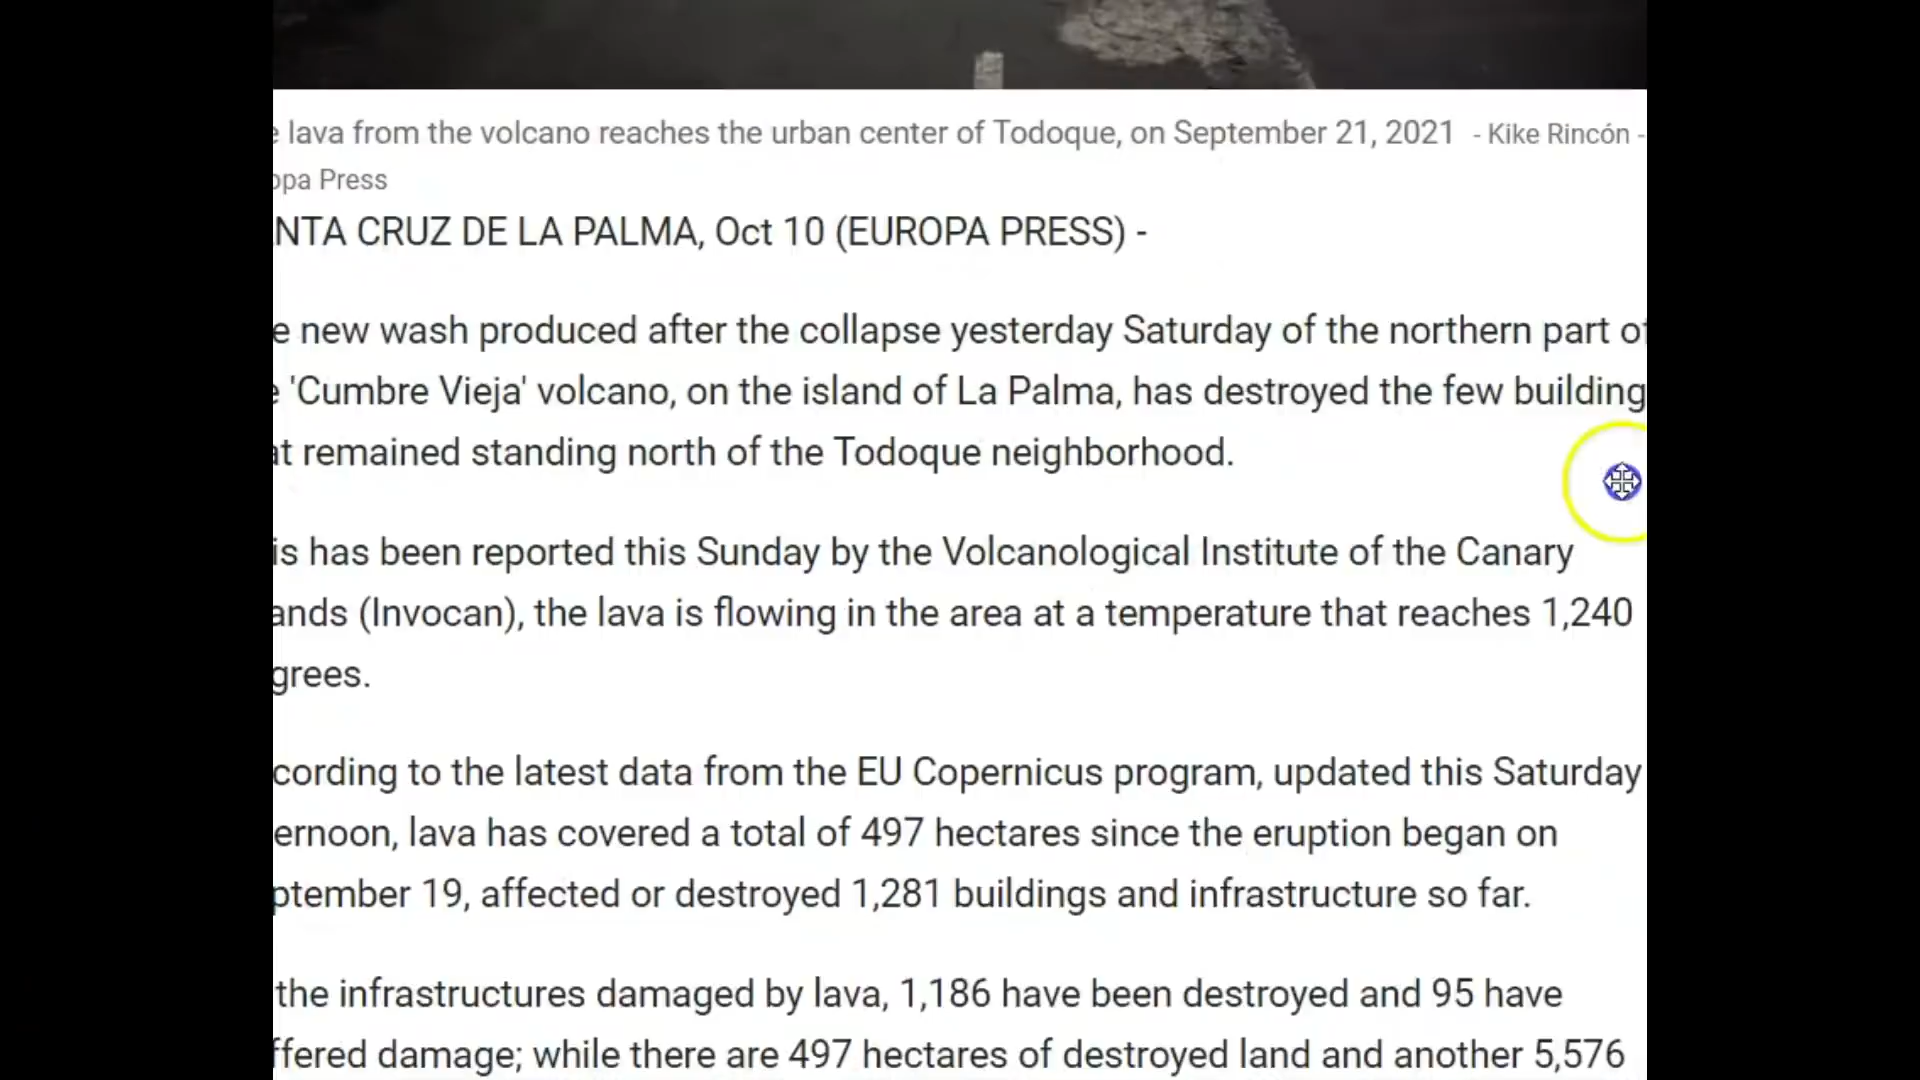 lava from the volcano reaches the urban center of Todoque, on September 21, 2021 - Kike Rincón -
opa Press
NTA CRUZ DE LA PALMA, Oct 10 (EUROPA PRESS) -
e new wash produced after the collapse yesterday Saturday of the northern part of
e 'Cumbre Vieja' volcano, on the island of La Palma, has destroyed the few building
at remained standing north of the Todoque neighborhood.
is has been reported this Sunday by the Volcanological Institute of the Canary
ands (Invocan), the lava is flowing in the area at a temperature that reaches 1,240
grees.
cording to the latest data from the EU Copernicus program, updated this Saturday
ernoon, lava has covered a total of 497 hectares since the eruption began on
ptember 19, affected or destroyed 1,281 buildings and infrastructure so far.
the infrastructures damaged by lava, 1,186 have been destroyed and 95 have
ffered damage; while there are 497 hectares of destroyed land and another 5,576